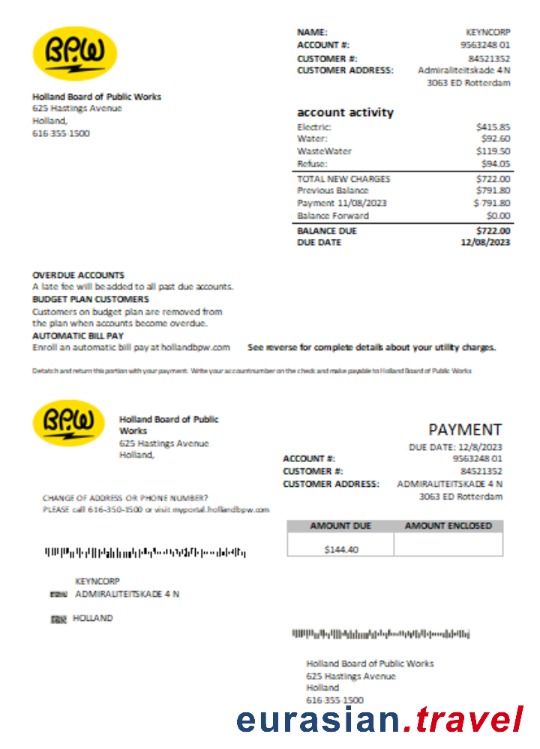 BPW
NAME: KEYNCORP
ACCOUNT #: 9563248 01
CUSTOMER #: 84521352
CUSTOMER ADDRESS: Admiraliteitskade 4 N
3063 ED Rotterdam
Holland Board of Public Works
625 Hastings Avenue
Holland,
616 355-1500
account activity
Electric: $415.85
Water: $92.60
WasteWater $119.50
Refuse: $94.05
TOTAL NEW CHARGES $722.00
Previous Balance $791.80
Payment 11/08/2023 $ 791.80
Balance Forward $0.00
BALANCE DUE $722.00
DUE DATE 12/08/2023
OVERDUE ACCOUNTS
A late fee will be added to all past due accounts.
BUDGET PLAN CUSTOMERS
Customers on budget plan are removed from
the plan when accounts become overdue.
AUTOMATIC BILL PAY
Enroll an automatic bill pay at hollandbpw.com See reverse for complete details about your utility charges.
Detatch and return this portion with your payment. Write your accountnumber on the check and make payable to Holland Board of Public Works
BPW
Holland Board of Public
Works
625 Hastings Avenue
Holland,
PAYMENT
DUE DATE: 12/8/2023
ACCOUNT #: 9563248 01
CUSTOMER #: 84521352
CUSTOMER ADDRESS: ADMIRALITEITSKADE 4 N
3063 ED Rotterdam
CHANGE OF ADDRESS OR PHONE NUMBER?
PLEASE call 616-350-1500 or visit myportal.hollandbpw.com
AMOUNT DUE AMOUNT ENCLOSED
$144.40
KEYNCORP
ADMIRALITEITSKADE 4 N
HOLLAND
Holland Board of Public Works
625 Hastings Avenue
Holland
616 355-1500
eurasian.travel